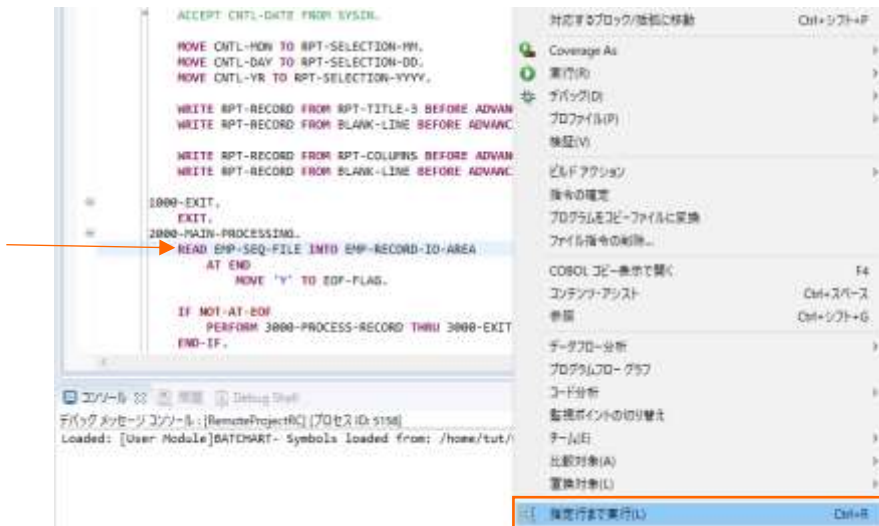 ACCEPT CNTL-DATE FROM SYSIN.
MOVE CNTL-MON TO RPT-SELECTION-MM.
MOVE CNTL-DAY TO RPT-SELECTION-DD.
MOVE CNTL-YR TO RPT-SELECTION-YYYY.
WRITE RPT-RECORD FROM RPT-TITLE-3 BEFORE ADVAN
WRITE RPT-RECORD FROM BLANK-LINE BEFORE ADVANC
WRITE RPT-RECORD FROM RPT-COLUMNS BEFORE ADVAN
WRITE RPT-RECORD FROM BLANK-LINE BEFORE ADVANC
1000-EXIT.
EXIT.
2000-MAIN-PROCESSING.
READ EMP-SEQ-FILE INTO EMP-RECORD-IO-AREA
AT END
MOVE 'Y' TO EOF-FLAG.
IF NOT-AT-EOF
PERFORM 3000-PROCESS-RECORD THRU 3000-EXIT
END-IF.
コンソール 問題 Debug Shell
デバッグ メッセージ コンソール : [RemoteProjectRC] (プロセス ID: 5158)
Loaded: [User Module]BATCHART- Symbols loaded from: /home/tut/
対応するブロック/括弧に移動 Ctrl+シフト+P
Coverage As
実行(R)
デバッグ(D)
プロファイル(P)
検証(V)
ビルド アクション
指令の確定
プログラムをコピーファイルに変換
ファイル指令の削除...
COBOL コピー表示で開く F4
コンテンツ・アシスト Ctrl+スペース
参照 Ctrl+シフト+G
データフロー分析
プログラムフロー グラフ
コード分析
監視ポイントの切り替え
チーム(E)
比較対象(A)
置換対象(L)
指定行まで実行(L) Ctrl+R